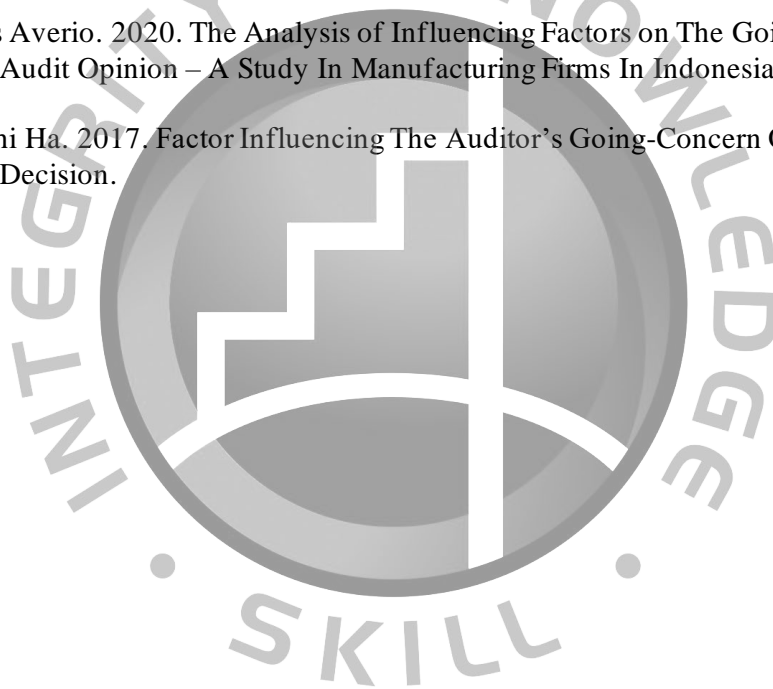 s Averio. 2020. The Analysis of Influencing Factors on The Goi
Audit Opinion – A Study In Manufacturing Firms In Indonesia
hi Ha. 2017. Factor Influencing The Auditor's Going-Concern
Decision.
INTEGRITY
KNOWLEDGE
SKILL